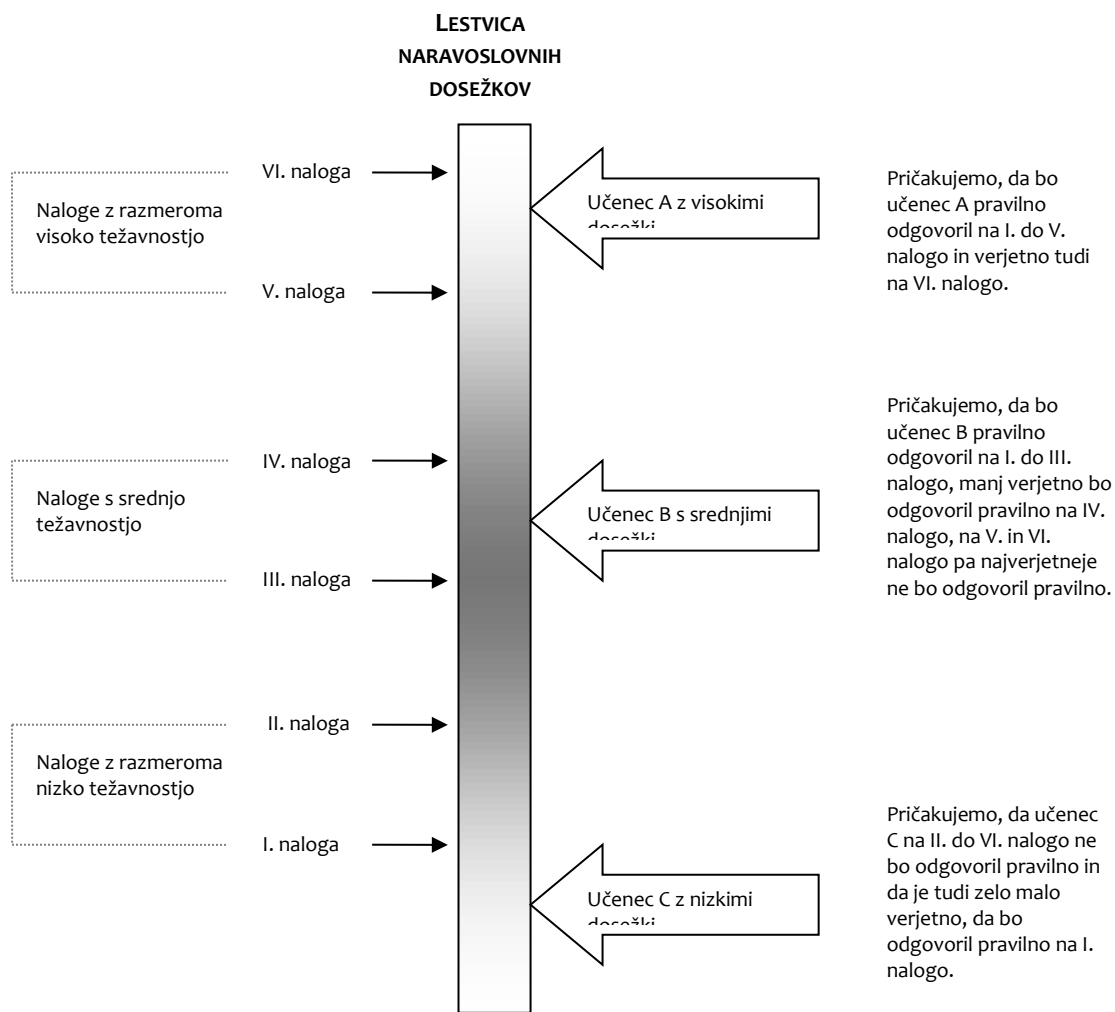 LESTVICA
NARAVOSLOVNIH
DOSEŽKOV
VI. naloga
Naloge z razmeroma
visoko težavnostjo
V. naloga
Učenec A z visokimi
dosežki
Pričakujemo, da bo
učenec A pravilno
odgovoril na I. do V.
nalogo in verjetno tudi
na VI. nalogo.
IV. naloga
Naloge s srednjo
težavnostjo
III. naloga
Učenec B s srednjimi
dosežki
Pričakujemo, da bo
učenec B pravilno
odgovoril na I. do III.
nalogo, manj verjetno bo
odgovoril pravilno na IV.
nalogo, na V. in VI.
nalogo pa najverjetneje
ne bo odgovoril pravilno.
II. naloga
Naloge z razmeroma
nizko težavnostjo
I. naloga
Učenec C z nizkimi
dosežki
Pričakujemo, da učenec
C na II. do VI. nalogo ne
bo odgovoril pravilno in
da je tudi zelo malo
verjetno, da bo
odgovoril pravilno na I.
nalogo.